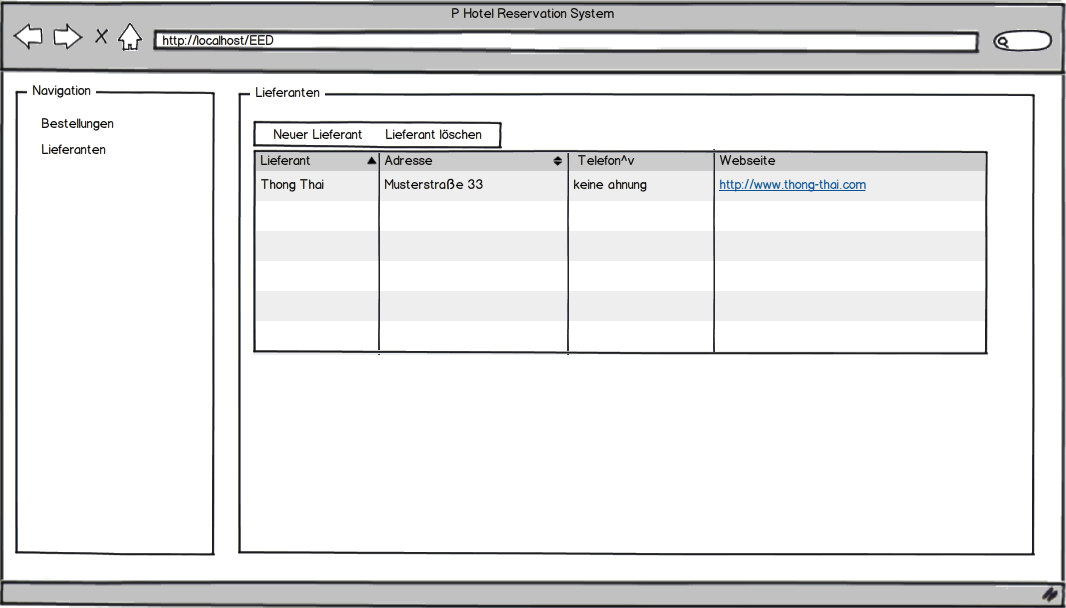 P Hotel Reservation System
http://localhost/EED
Navigation
Bestellungen
Lieferanten
Lieferanten
Neuer Lieferant Lieferant löschen
Lieferant Adresse Telefon^v Webseite
Thong Thai Musterstraße 33 keine ahnung http://www.thong-thai.com